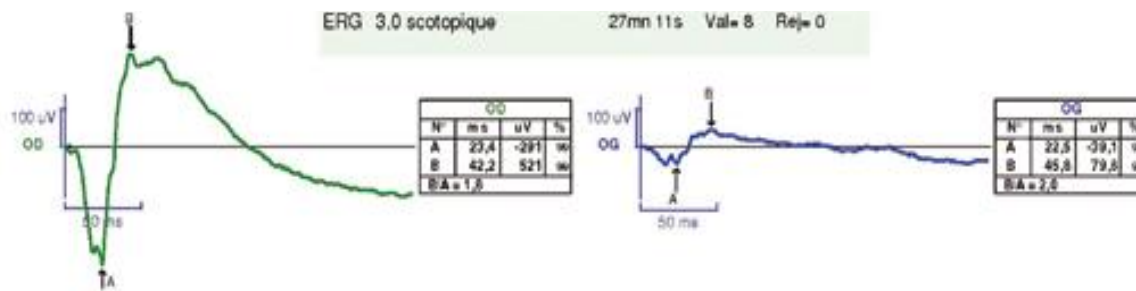 ERG 3.0 scotopique 27mn 11s Val= 8 Rej= 0
B
100 uV
OD
A
50 ms
OD
N° ms uV %
A 23,4 -291 ∞
B 42,2 521 ∞
B/A = 1,8
B
100 uV
OG
A
50 ms
OG
N° ms uV %
A 22,5 -39,1
B 45,8 79,6
B/A = 2,0